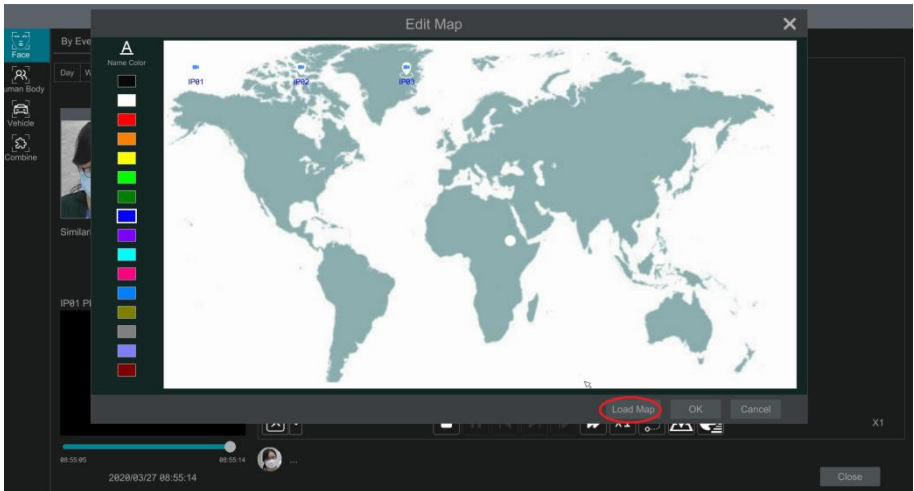 Edit Map
Face
By Eve
A
Name Color
Day W
uman Body
Vehicle
Combine
IP01
IP02
IP03
Similar
IP01 Pl
Load Map
OK
Cancel
X1
X1
08:55:05
08:55:14
...
2020/03/27 08:55:14
Close